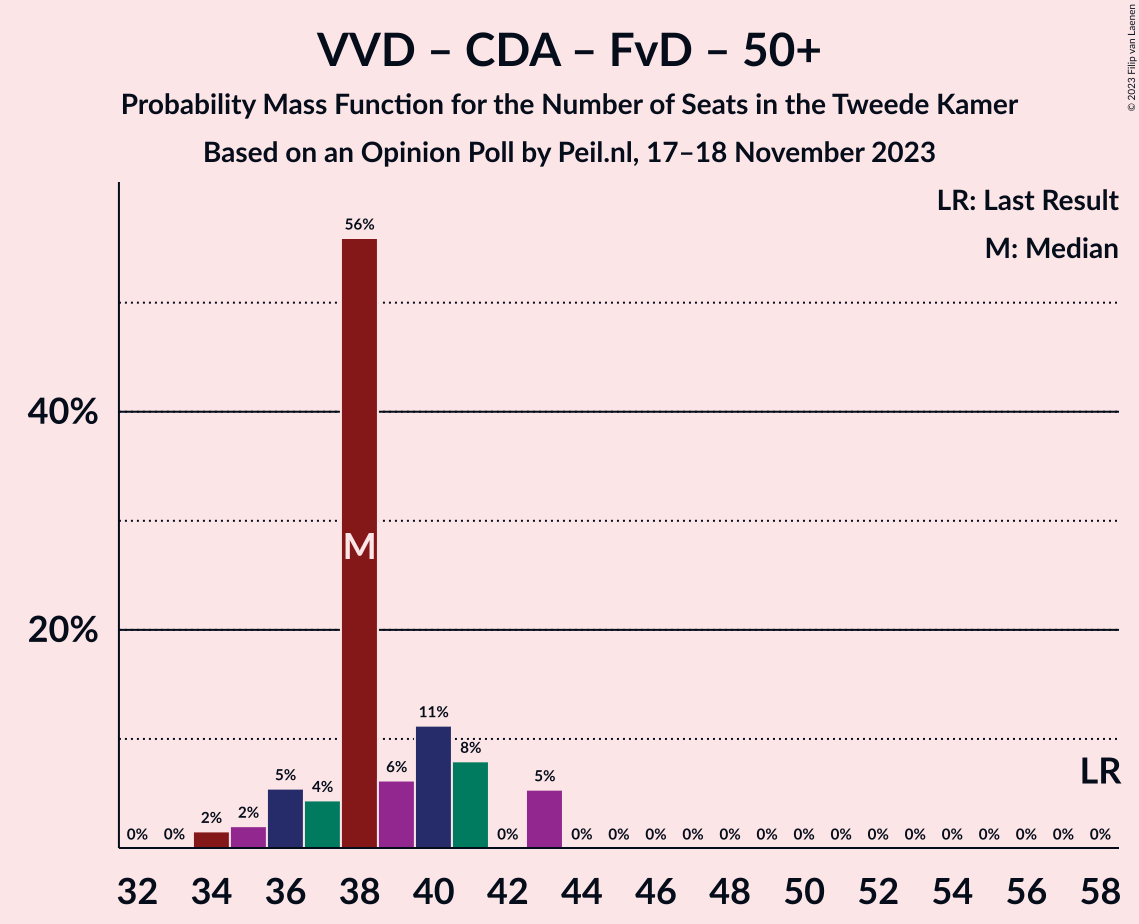 VVD – CDA – FvD – 50+
Probability Mass Function for the Number of Seats in the Tweede Kamer
Based on an Opinion Poll by Peil.nl, 17–18 November 2023
© 2023 Filip van Laenen
LR: Last Result
M: Median
56%
40%
M
20%
11%
8%
6%
5%
4%
5%
2%
2%
LR
0% 0% 0% 0% 0% 0% 0% 0% 0% 0% 0% 0% 0% 0% 0% 0% 0% 0%
32 34 36 38 40 42 44 46 48 50 52 54 56 58